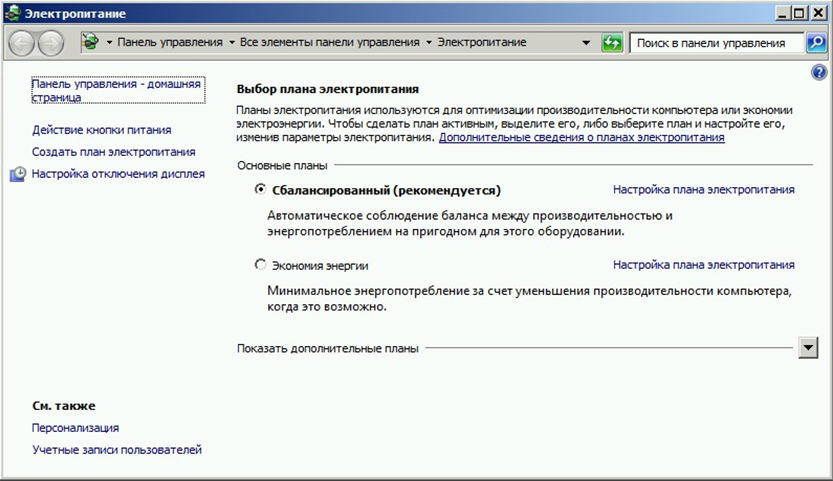 Электропитание
Панель управления Все элементы панели управления Электропитание
Поиск в панели управления
Панель управления - домашняя
страница
Действие кнопки питания
Создать план электропитания
Настройка отключения дисплея
Выбор плана электропитания
Планы электропитания используются для оптимизации производительности компьютера или экономии
электроэнергии. Чтобы сделать план активным, выделите его, либо выберите план и настройте его,
изменив параметры электропитания. Дополнительные сведения о планах электропитания
Основные планы
Сбалансированный (рекомендуется) Настройка плана электропитания
Автоматическое соблюдение баланса между производительностью и
энергопотреблением на пригодном для этого оборудовании.
Экономия энергии Настройка плана электропитания
Минимальное энергопотребление за счет уменьшения производительности компьютера,
когда это возможно.
Показать дополнительные планы
См. также
Персонализация
Учетные записи пользователей